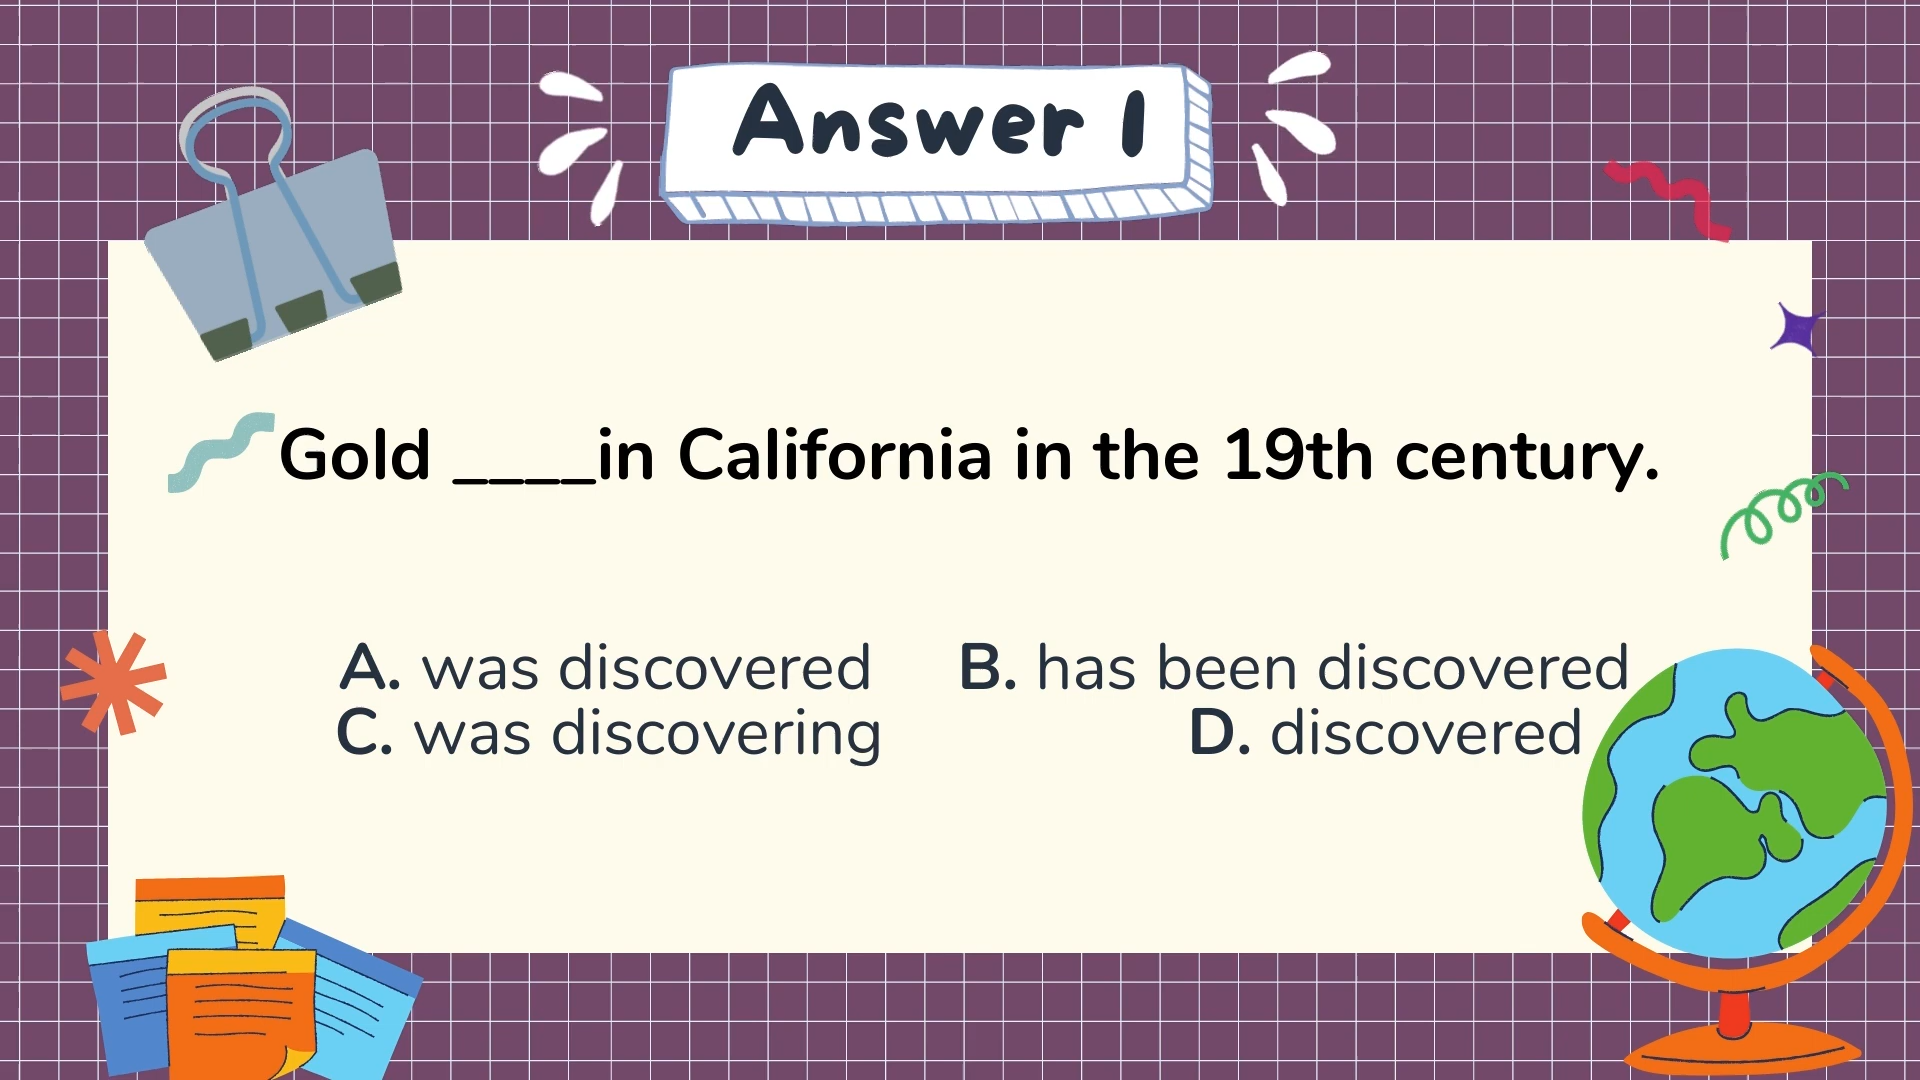 Answer 1
Gold ____in California in the 19th century.
A. was discovered B. has been discovered
C. was discovering D. discovered